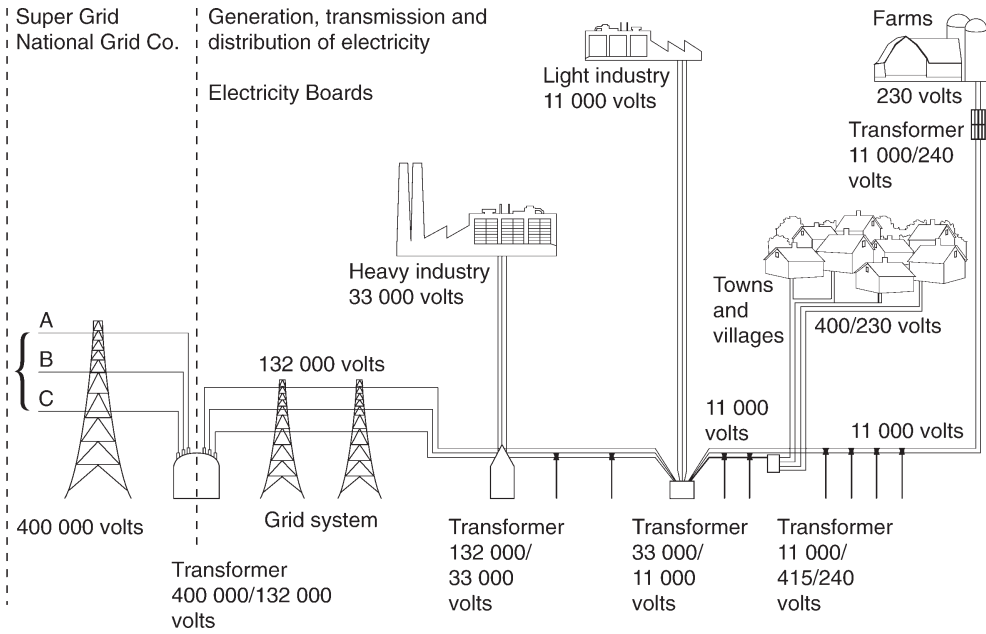 Super Grid
National Grid Co.
Generation, transmission and
distribution of electricity
Electricity Boards
Light industry
11 000 volts
Farms
230 volts
Transformer
11 000/240
volts
Heavy industry
33 000 volts
Towns
and
villages
400/230 volts
A
B
C
132 000 volts
11 000
volts
11 000 volts
400 000 volts
Grid system
Transformer
400 000/132 000
volts
Transformer
132 000/
33 000
volts
Transformer
33 000/
11 000
volts
Transformer
11 000/
415/240
volts